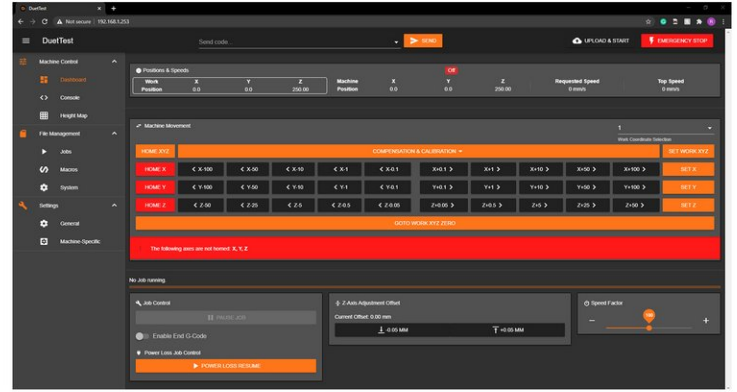 DuetTest
Not secure | 192.168.1.253
DuetTest
Send code...
SEND
UPLOAD & START
EMERGENCY STOP
Machine Control
Dashboard
Console
Height Map
File Management
Jobs
Macros
System
Settings
General
Machine-Specific
Positions & Speeds
Off
Work Position X Y Z
0.0 0.0 250.00
Machine Position X Y Z
0.0 0.0 250.00
Requested Speed Top Speed
0 mm/s 0 mm/s
Machine Movement
1
Work Coordinate Selection
HOME XYZ COMPENSATION & CALIBRATION SET WORK XYZ
HOME X X-100 X-50 X-10 X-1 X-0.1 X+0.1 X+1 X+10 X+50 X+100 SET X
HOME Y Y-100 Y-50 Y-10 Y-1 Y-0.1 Y+0.1 Y+1 Y+10 Y+50 Y+100 SET Y
HOME Z Z-50 Z-25 Z-5 Z-0.5 Z-0.05 Z+0.05 Z+0.5 Z+5 Z+25 Z+50 SET Z
GOTO WORK XYZ ZERO
The following axes are not homed: X, Y, Z
No Job running.
Job Control
PAUSE JOB
Enable End G-Code
Power Loss Job Control
POWER LOSS RESUME
Z-Axis Adjustment Offset
Current Offset: 0.00 mm
-0.05 MM +0.05 MM
Speed Factor
100